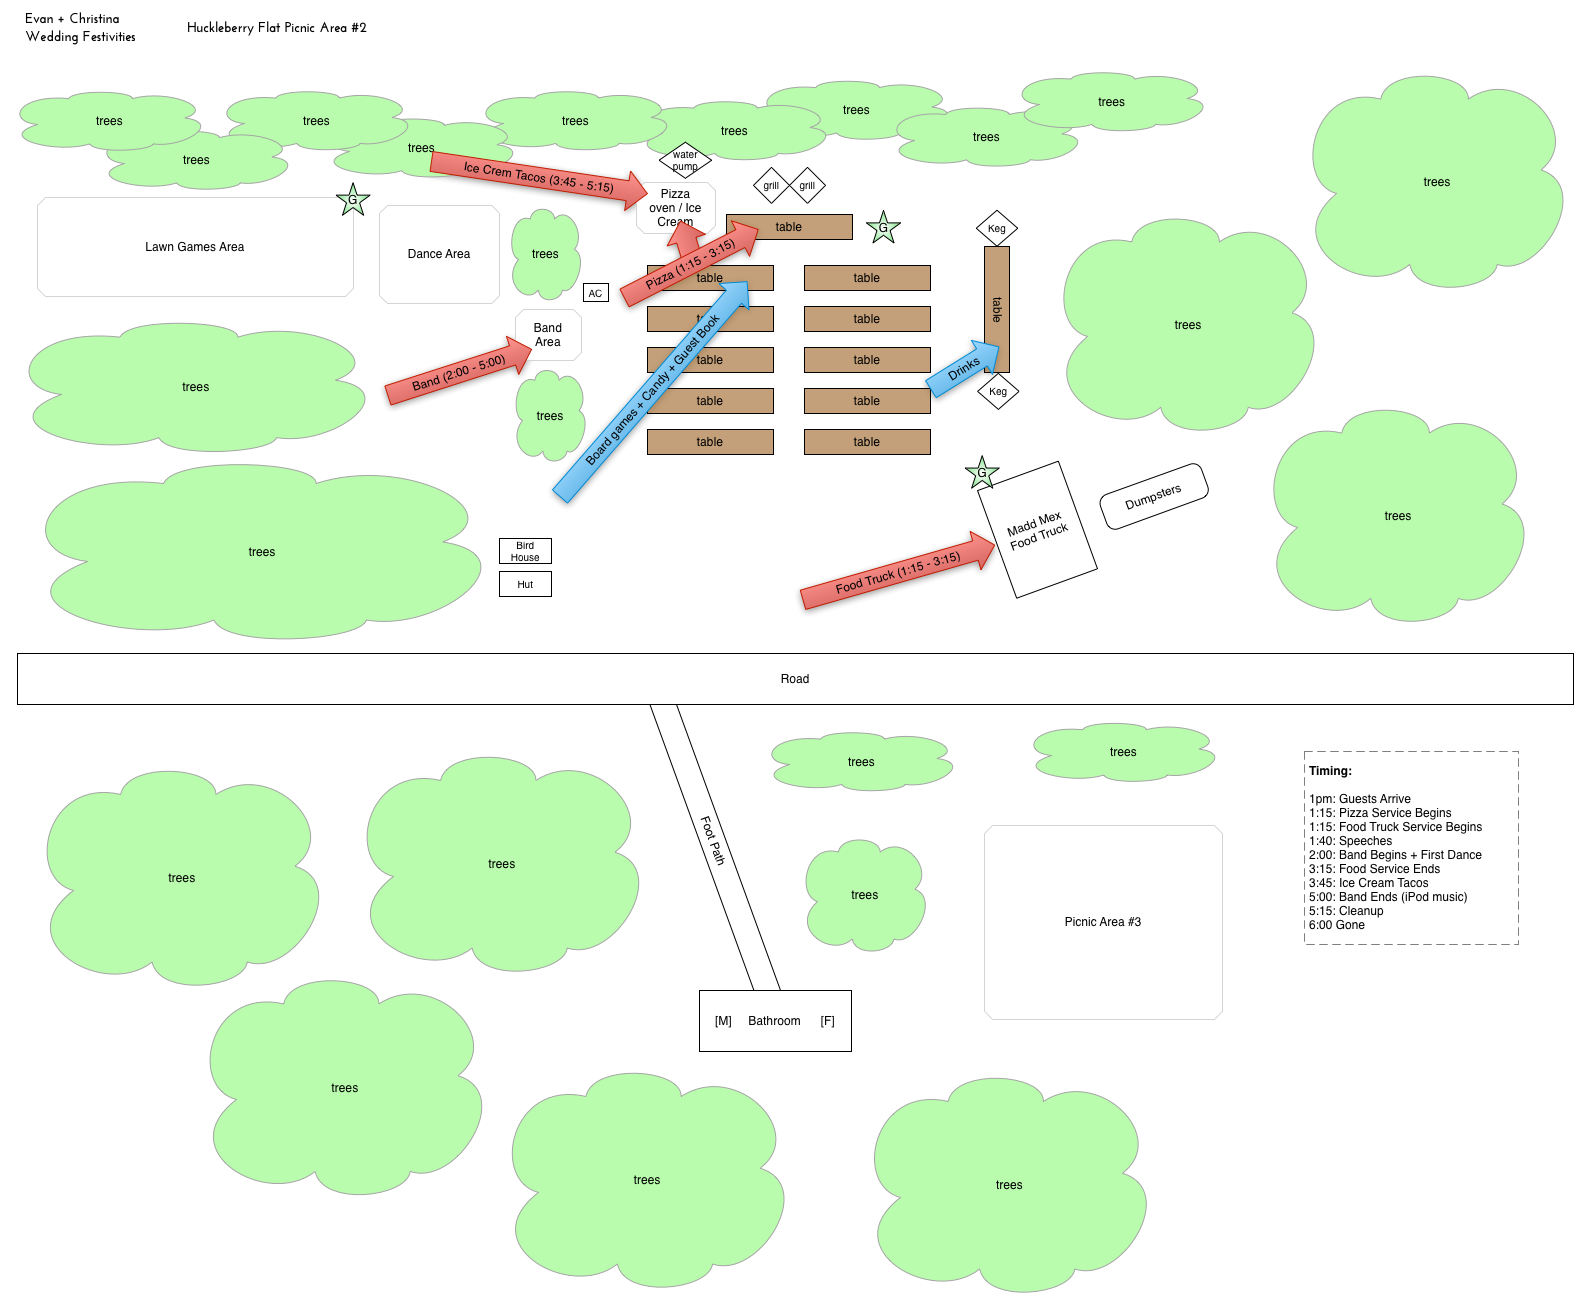 Evan + Christina
Wedding Festivities
Huckleberry Flat Picnic Area #2
trees
trees
trees
trees
trees
trees
trees
trees
trees
trees
water
pump
Ice Crem Tacos (3:45 - 5:15)
grill
grill
trees
Pizza
oven / Ice
Cream
G
Lawn Games Area
Dance Area
trees
table
G
Keg
Pizza (1:15 - 3:15)
table
table
AC
table
table
trees
Band
Area
table
Band (2:00 - 5:00)
table
table
Drinks
Keg
trees
trees
table
table
Board games + Candy + Guest Book
table
table
G
Madd Mex
Food Truck
Dumpsters
trees
trees
Bird
House
Hut
Food Truck (1:15 - 3:15)
Road
trees
trees
Timing:
1pm: Guests Arrive
1:15: Pizza Service Begins
1:15: Food Truck Service Begins
1:40: Speeches
2:00: Band Begins + First Dance
3:15: Food Service Ends
3:45: Ice Cream Tacos
5:00: Band Ends (iPod music)
5:15: Cleanup
6:00 Gone
Foot Path
trees
trees
trees
Picnic Area #3
[M] Bathroom [F]
trees
trees
trees